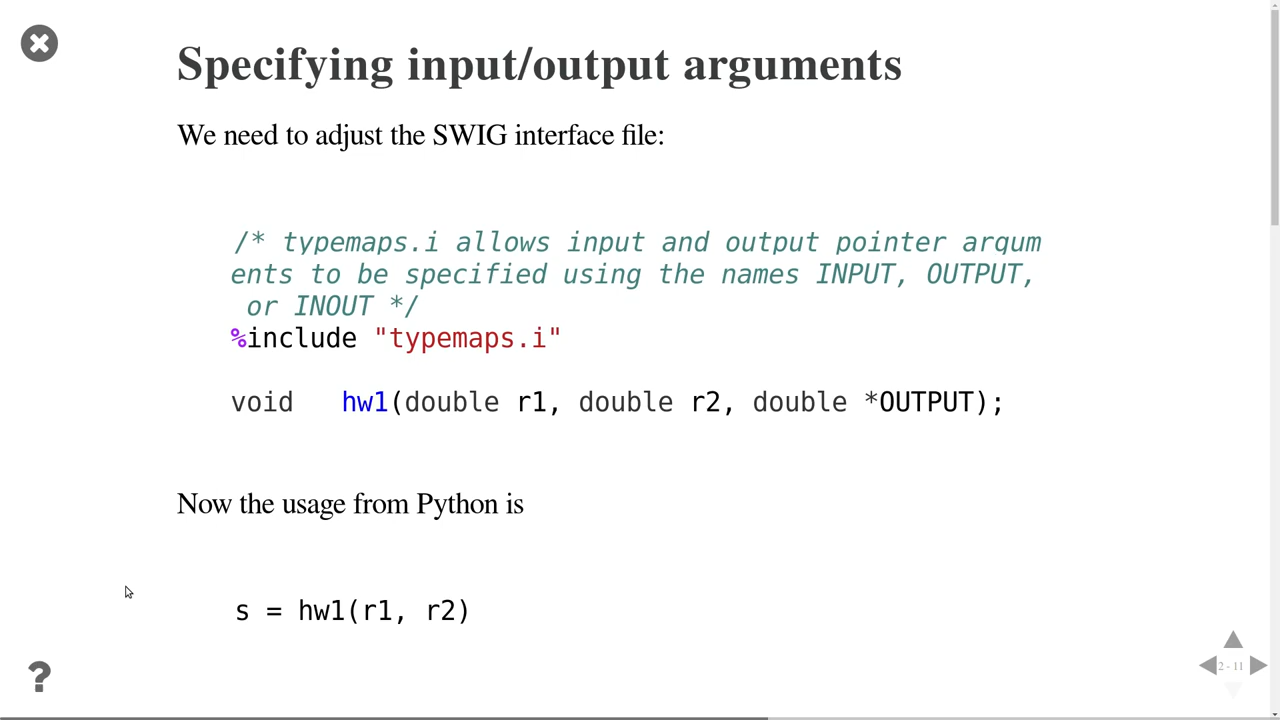 Specifying input/output arguments
We need to adjust the SWIG interface file:
/* typemaps.i allows input and output pointer argum
ents to be specified using the names INPUT, OUTPUT,
or INOUT */
%include "typemaps.i"
void   hw1(double r1, double r2, double *OUTPUT);
Now the usage from Python is
s = hw1(r1, r2)
?
2 - 11